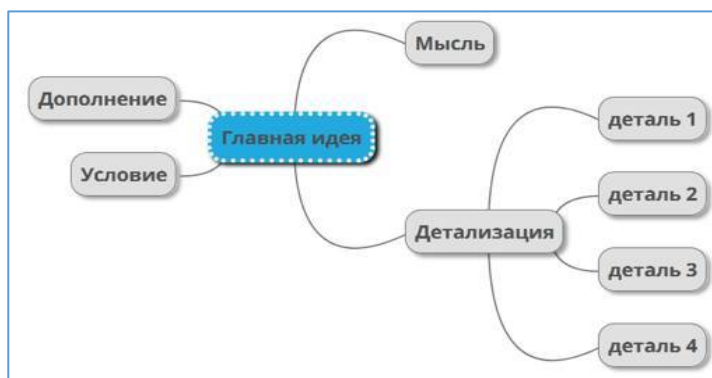 Мысль
Дополнение
Главная идея
Условие
деталь 1
деталь 2
Детализация
деталь 3
деталь 4